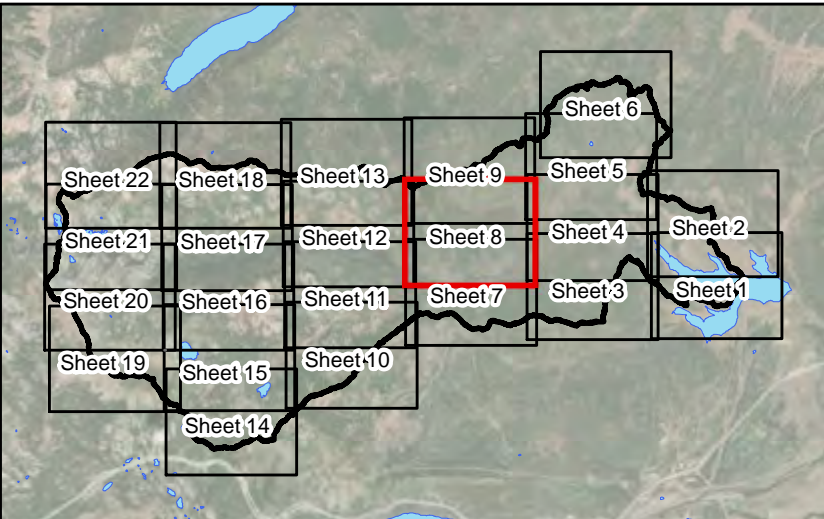 Sheet 6
Sheet 5
Sheet 9
Sheet 13
Sheet 18
Sheet 22
Sheet 2
Sheet 4
Sheet 8
Sheet 12
Sheet 17
Sheet 21
Sheet 1
Sheet 3
Sheet 7
Sheet 11
Sheet 16
Sheet 20
Sheet 10
Sheet 15
Sheet 19
Sheet 14